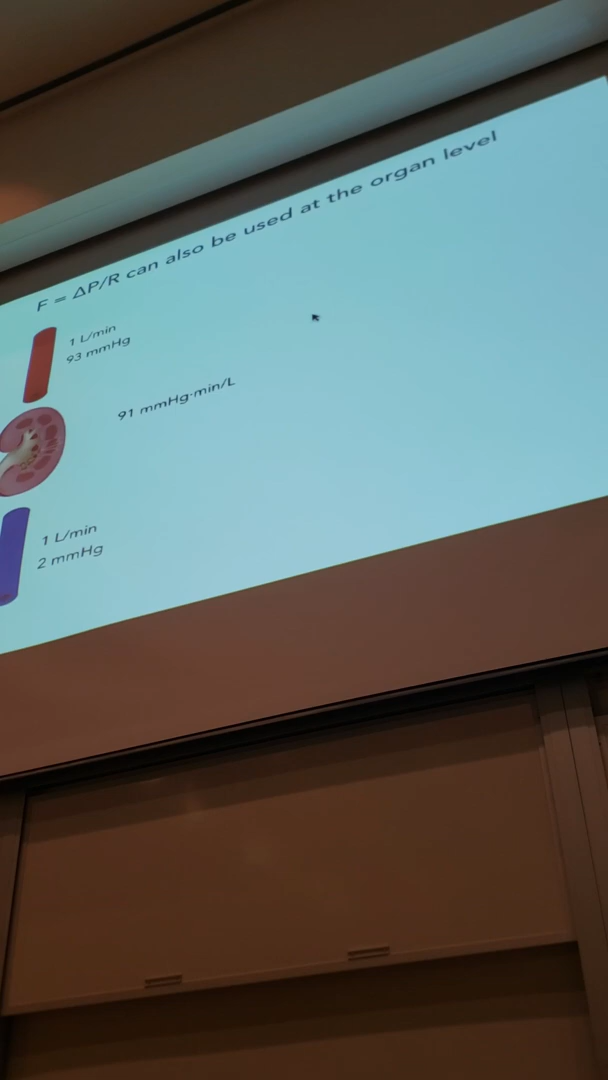 F = ΔP/R can also be used at the organ level
1 L/min
93 mmHg
91 mmHg·min/L
1 L/min
2 mmHg